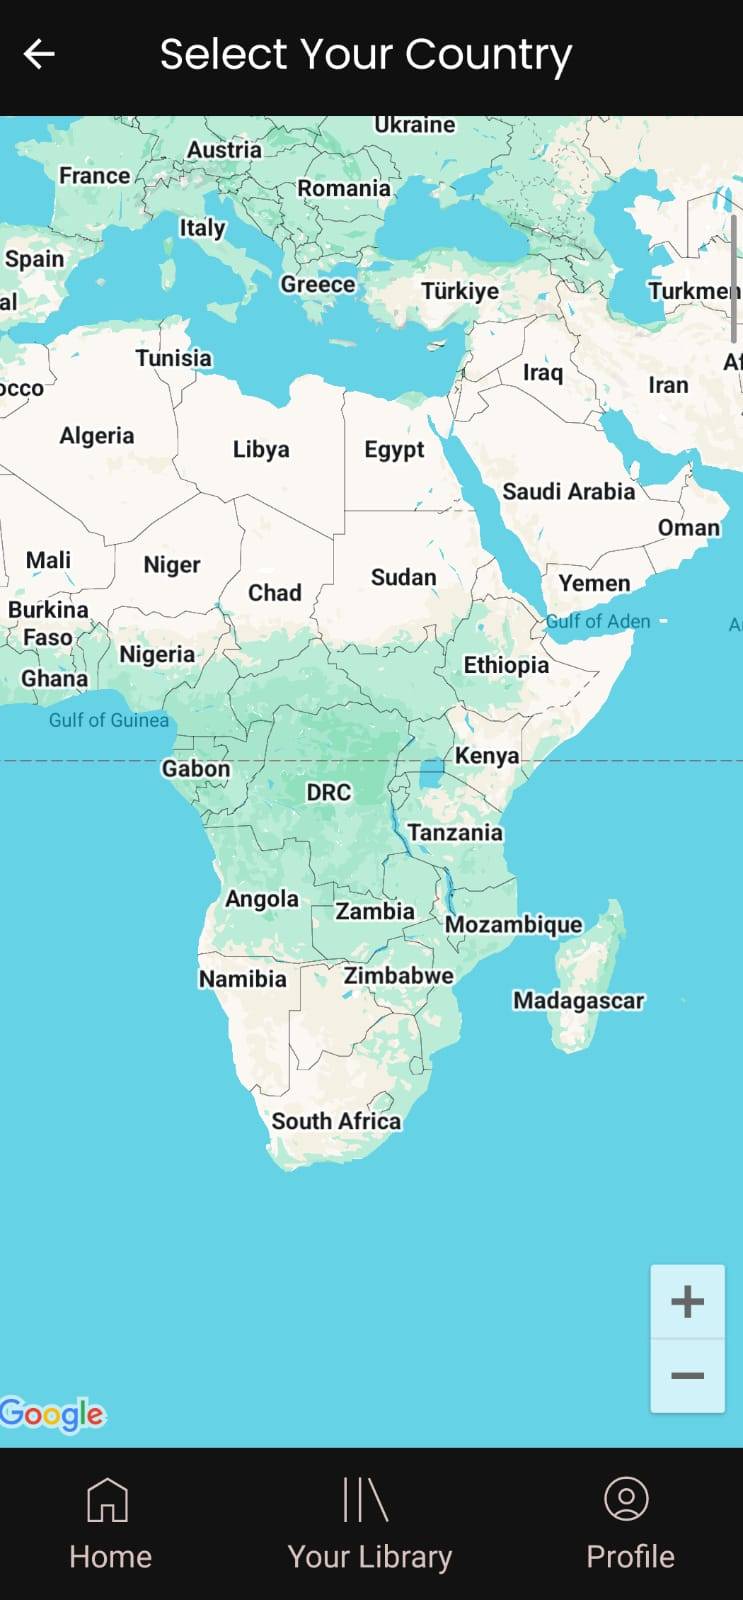 Select Your Country
Ukraine
Austria
France
Romania
Italy
Spain
Greece
Türkiye
al
Turkmen
Tunisia
Af
Iraq
occo
Iran
Algeria
Libya
Egypt
Saudi Arabia
Oman
Mali
Niger
Sudan
Yemen
Chad
Burkina
Faso
Gulf of Aden
A
Nigeria
Ethiopia
Ghana
Gulf of Guinea
Kenya
Gabon
DRC
Tanzania
Angola
Zambia
Mozambique
Namibia
Zimbabwe
Madagascar
South Africa
+
−
Google
Home
Your Library
Profile